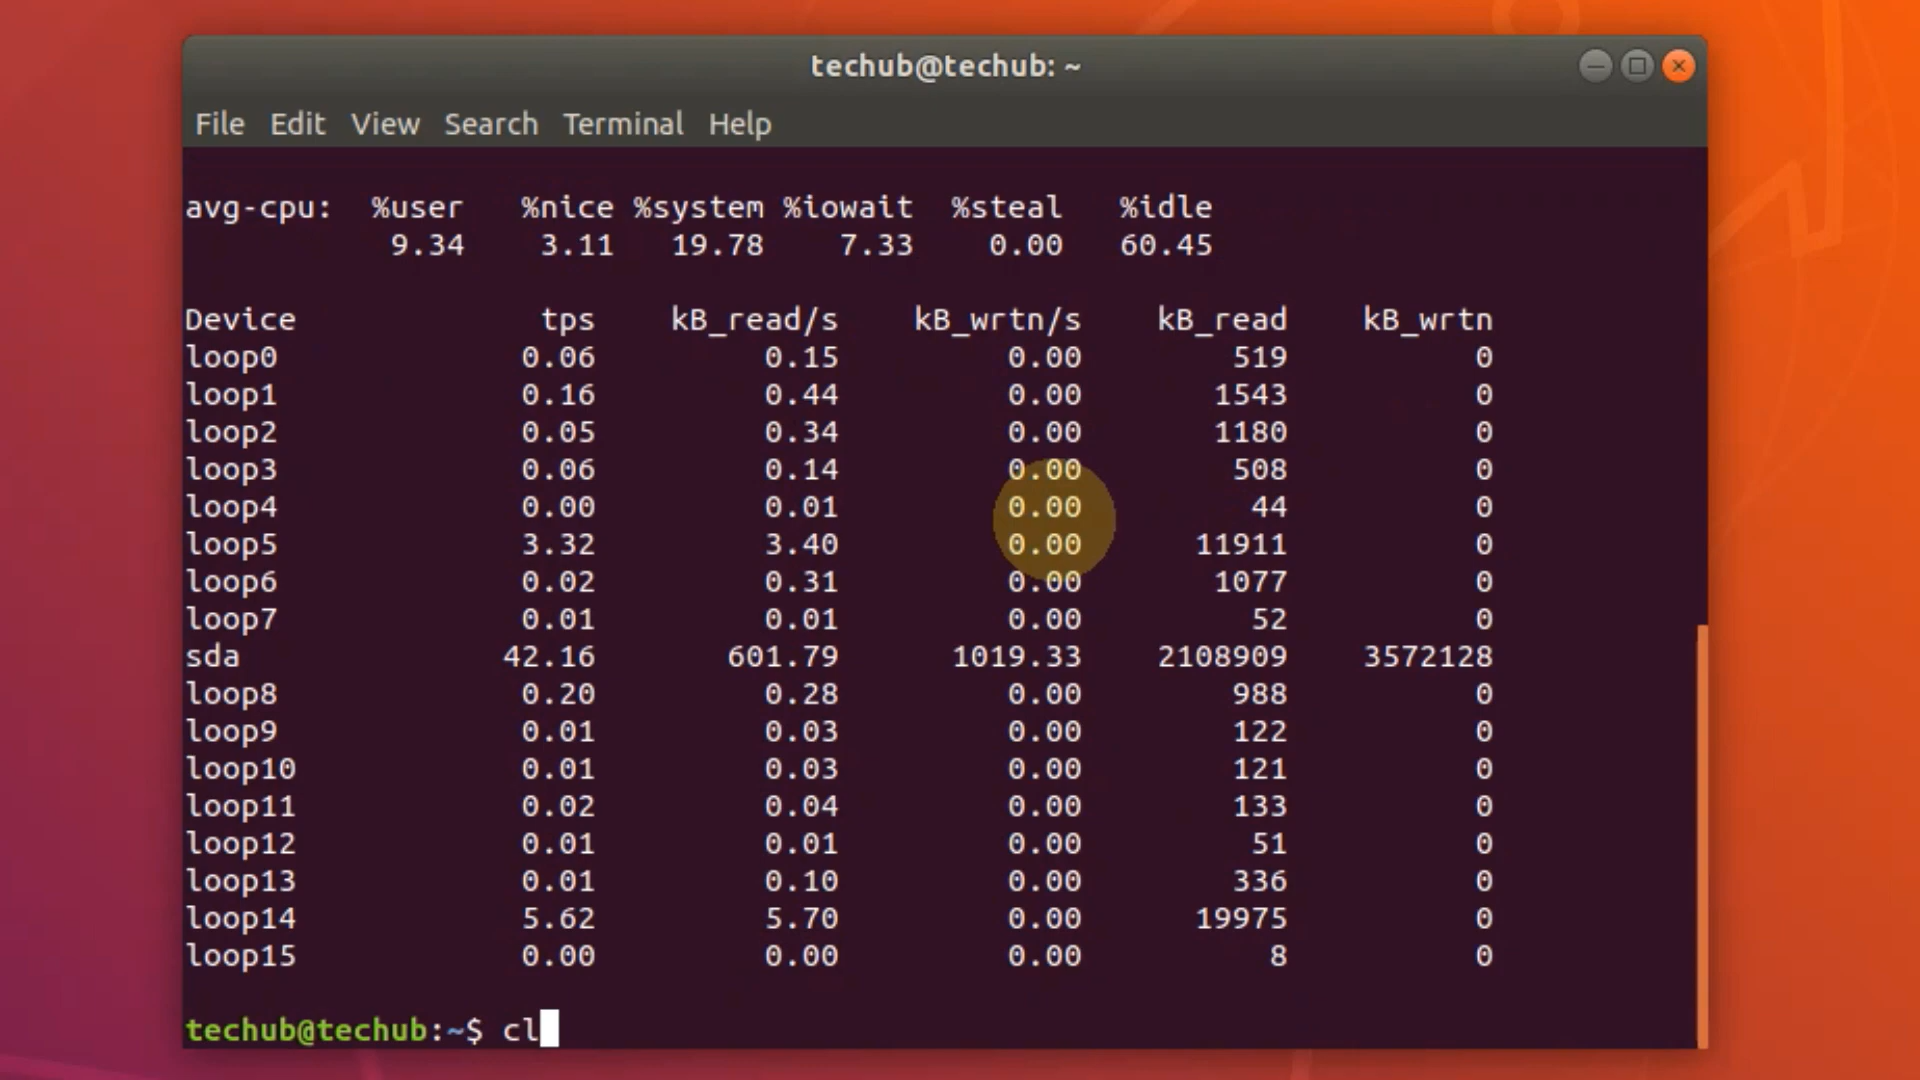 techub@techub: ~
File Edit View Search Terminal Help
avg-cpu: %user %nice %system %iowait %steal %idle
9.34 3.11 19.78 7.33 0.00 60.45
Device tps kB_read/s kB_wrtn/s kB_read kB_wrtn
loop0 0.06 0.15 0.00 519 0
loop1 0.16 0.44 0.00 1543 0
loop2 0.05 0.34 0.00 1180 0
loop3 0.06 0.14 0.00 508 0
loop4 0.00 0.01 0.00 44 0
loop5 3.32 3.40 0.00 11911 0
loop6 0.02 0.31 0.00 1077 0
loop7 0.01 0.01 0.00 52 0
sda 42.16 601.79 1019.33 2108909 3572128
loop8 0.20 0.28 0.00 988 0
loop9 0.01 0.03 0.00 122 0
loop10 0.01 0.03 0.00 121 0
loop11 0.02 0.04 0.00 133 0
loop12 0.01 0.01 0.00 51 0
loop13 0.01 0.10 0.00 336 0
loop14 5.62 5.70 0.00 19975 0
loop15 0.00 0.00 0.00 8 0
techub@techub:~$ cl